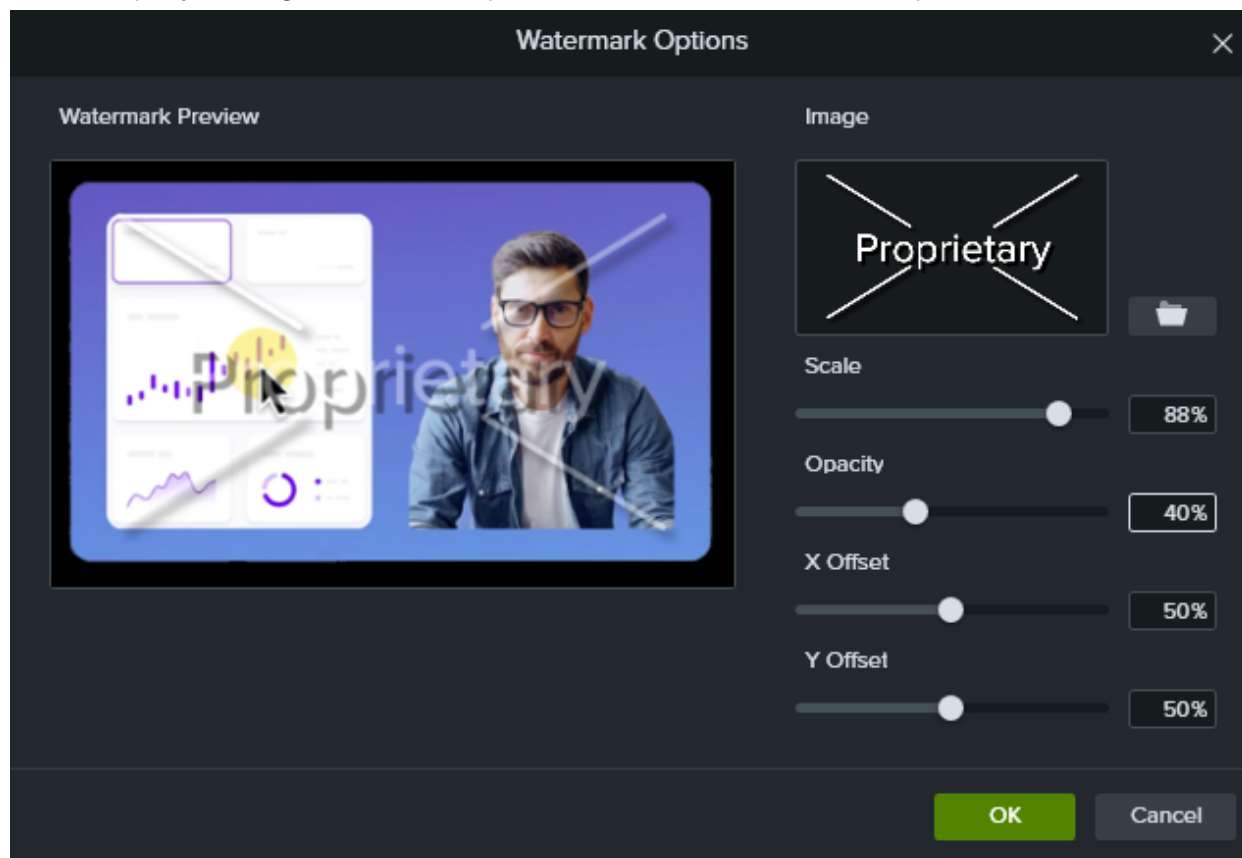 Watermark Options
Watermark Preview
Image
Proprietary
Proprietary
Scale
88%
Opacity
40%
X Offset
50%
Y Offset
50%
OK
Cancel